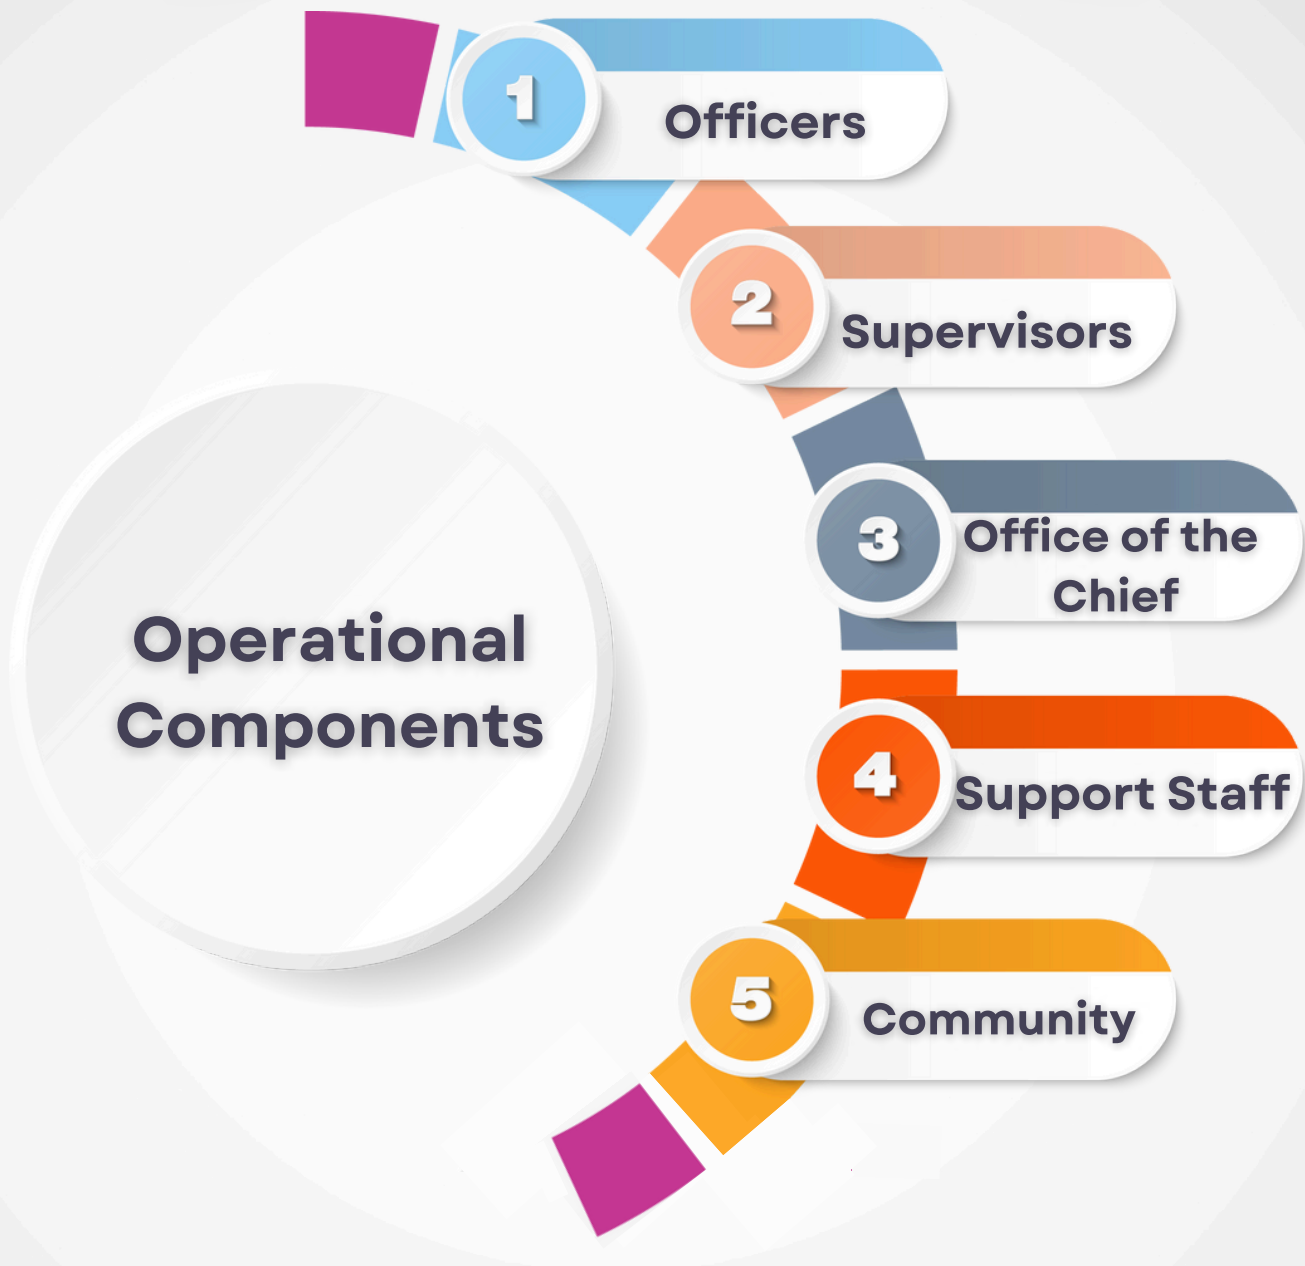 1
Officers
2
Supervisors
3
Office of the
Chief
Operational
Components
4
Support Staff
5
Community